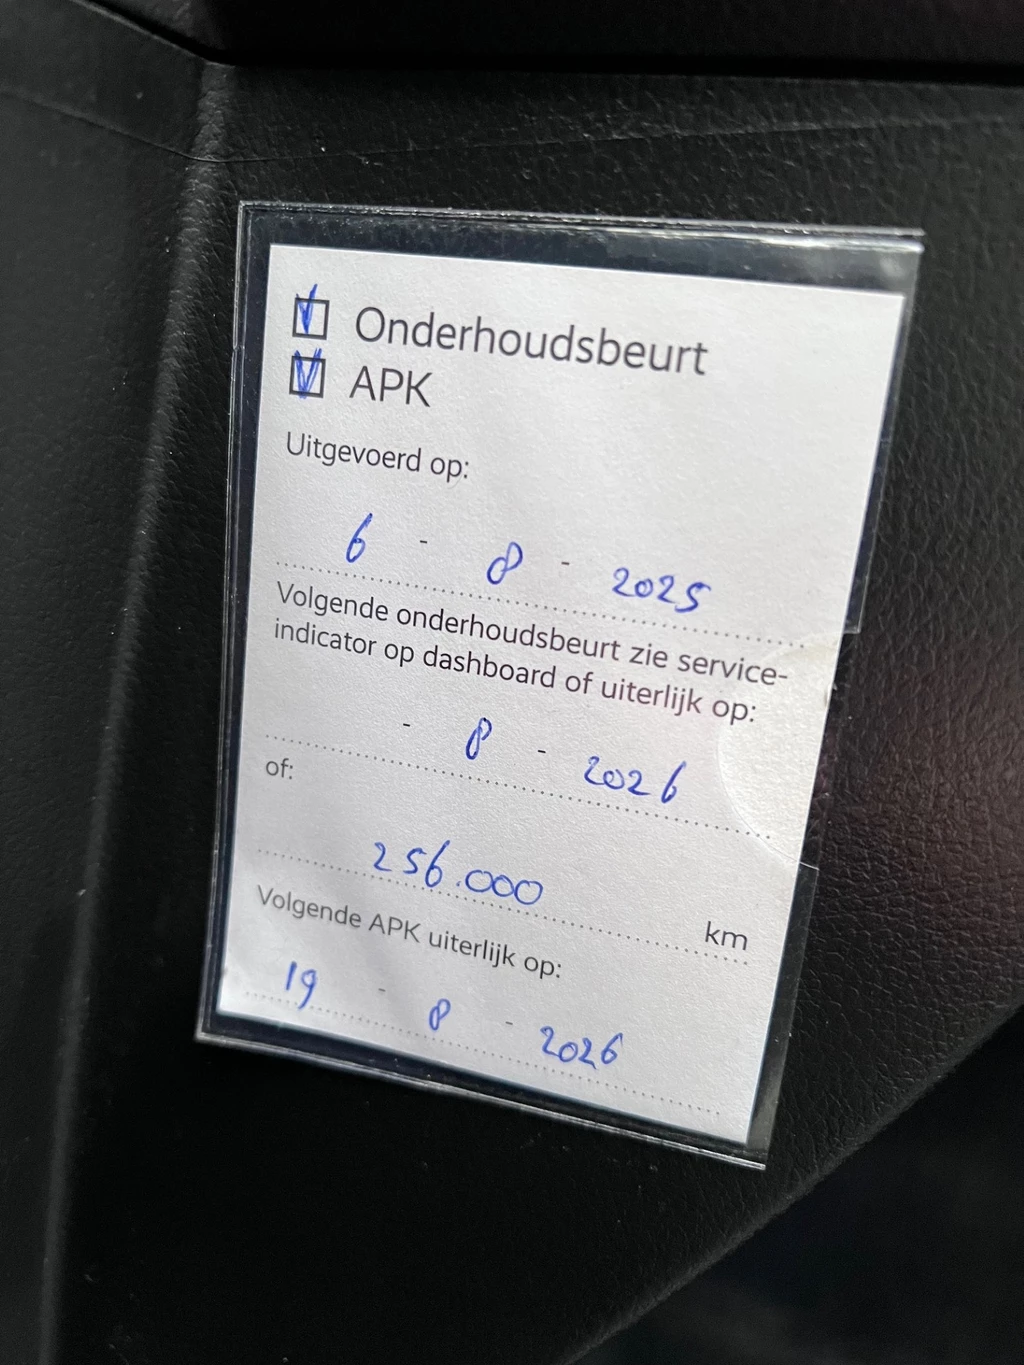 Onderhoudsbeurt
APK
Uitgevoerd op:
6 - 8 - 2025
Volgende onderhoudsbeurt zie service-
indicator op dashboard of uiterlijk op:
- 8 - 2026
of:
256.000 km
Volgende APK uiterlijk op:
19 - 8 - 2026